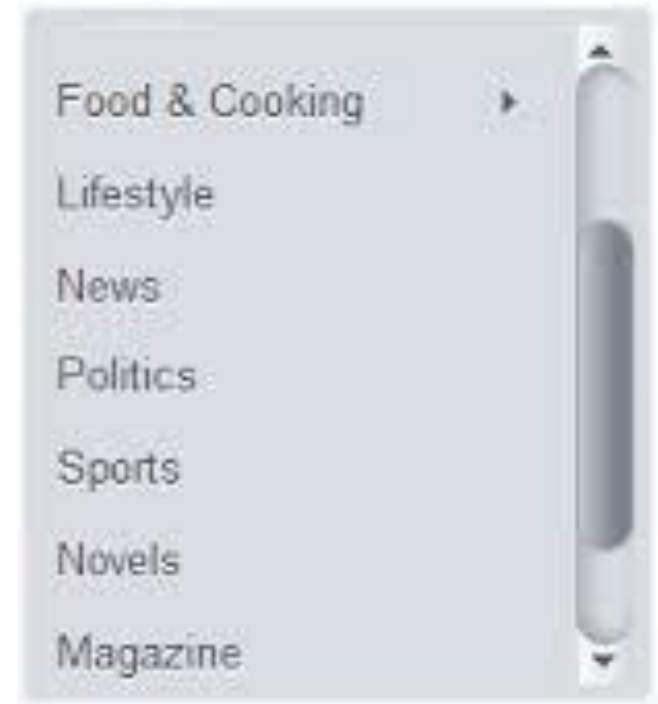 Food & Cooking
Lifestyle
News
Politics
Sports
Novels
Magazine